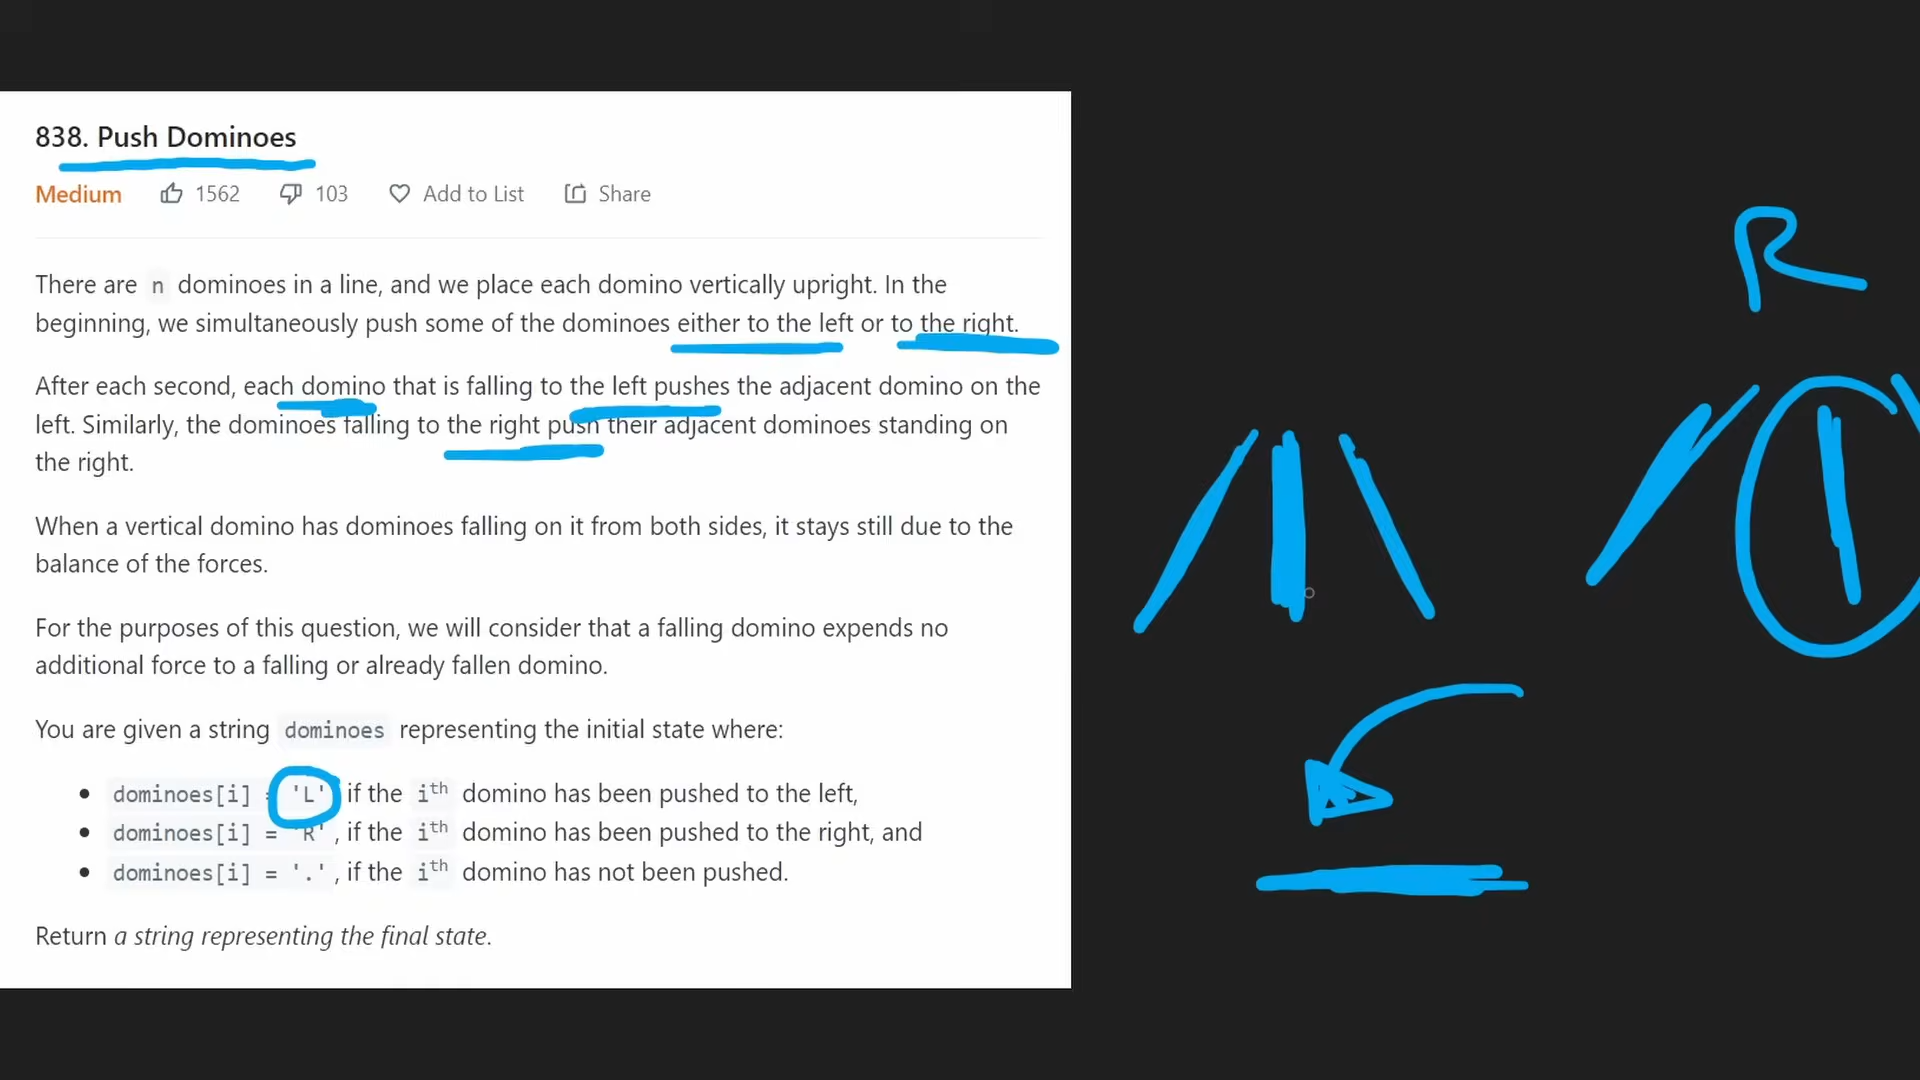 838. Push Dominoes
Medium 1562 103 Add to List Share
There are n dominoes in a line, and we place each domino vertically upright. In the
beginning, we simultaneously push some of the dominoes either to the left or to the right.
After each second, each domino that is falling to the left pushes the adjacent domino on the
left. Similarly, the dominoes falling to the right push their adjacent dominoes standing on
the right.
When a vertical domino has dominoes falling on it from both sides, it stays still due to the
balance of the forces.
For the purposes of this question, we will consider that a falling domino expends no
additional force to a falling or already fallen domino.
You are given a string dominoes representing the initial state where:
• dominoes[i] = 'L' if the ith domino has been pushed to the left,
• dominoes[i] = 'R', if the ith domino has been pushed to the right, and
• dominoes[i] = '.', if the ith domino has not been pushed.
Return a string representing the final state.
R